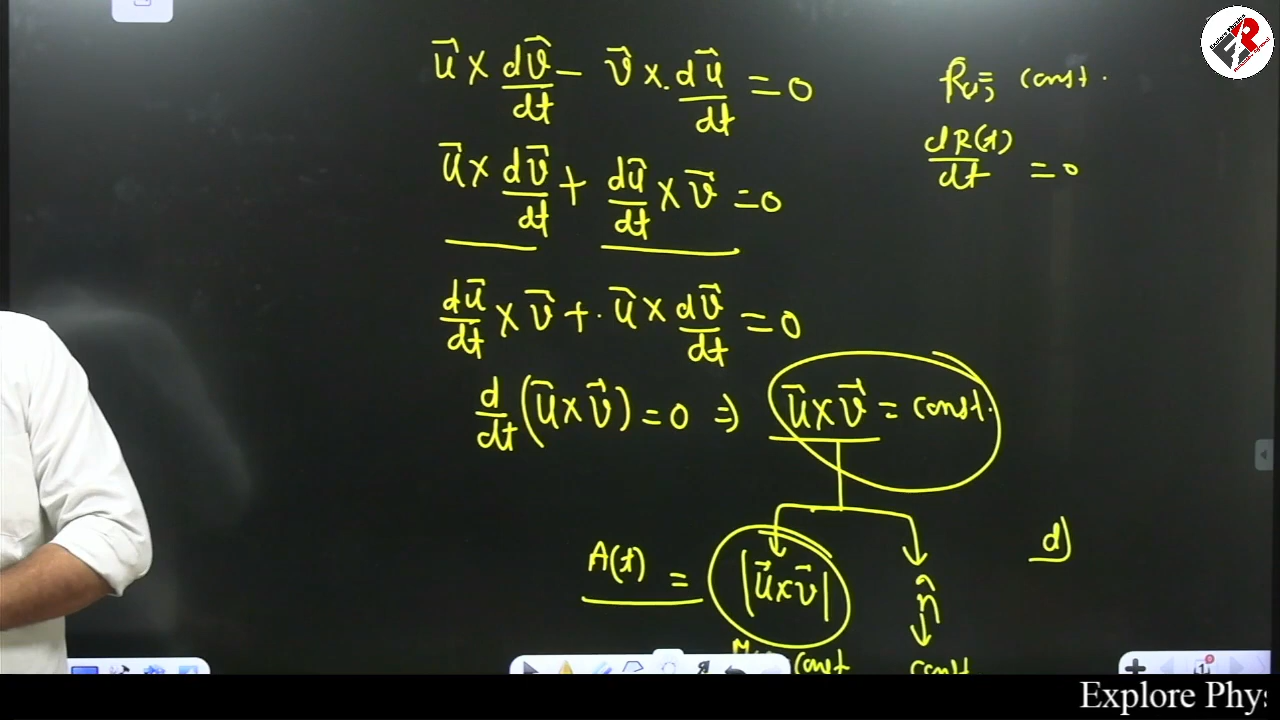 u⃗ × dv⃗/dt − v⃗ × du⃗/dt = 0
u⃗ × dv⃗/dt + du⃗/dt × v⃗ = 0
du⃗/dt × v⃗ + u⃗ × dv⃗/dt = 0
d/dt (u⃗ × v⃗) = 0 ⇒ u⃗ × v⃗ = const.
= const.
dR(t)/dt = 0
A(t) = |u⃗ × v⃗|
n̂
d)
const
const
Explore Phys